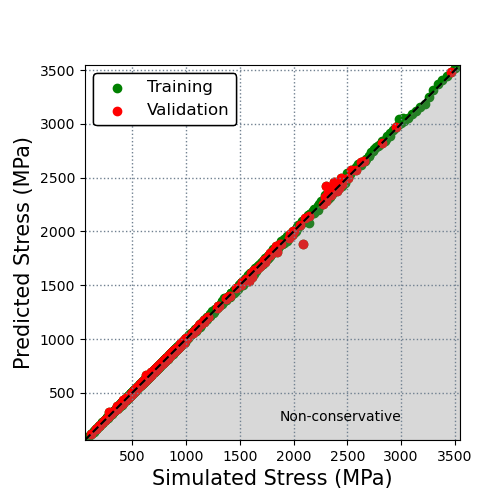 3500
3000
2500
2000
1500
1000
500
Predicted Stress (MPa)
Training
Validation
Non-conservative
500 1000 1500 2000 2500 3000 3500
Simulated Stress (MPa)